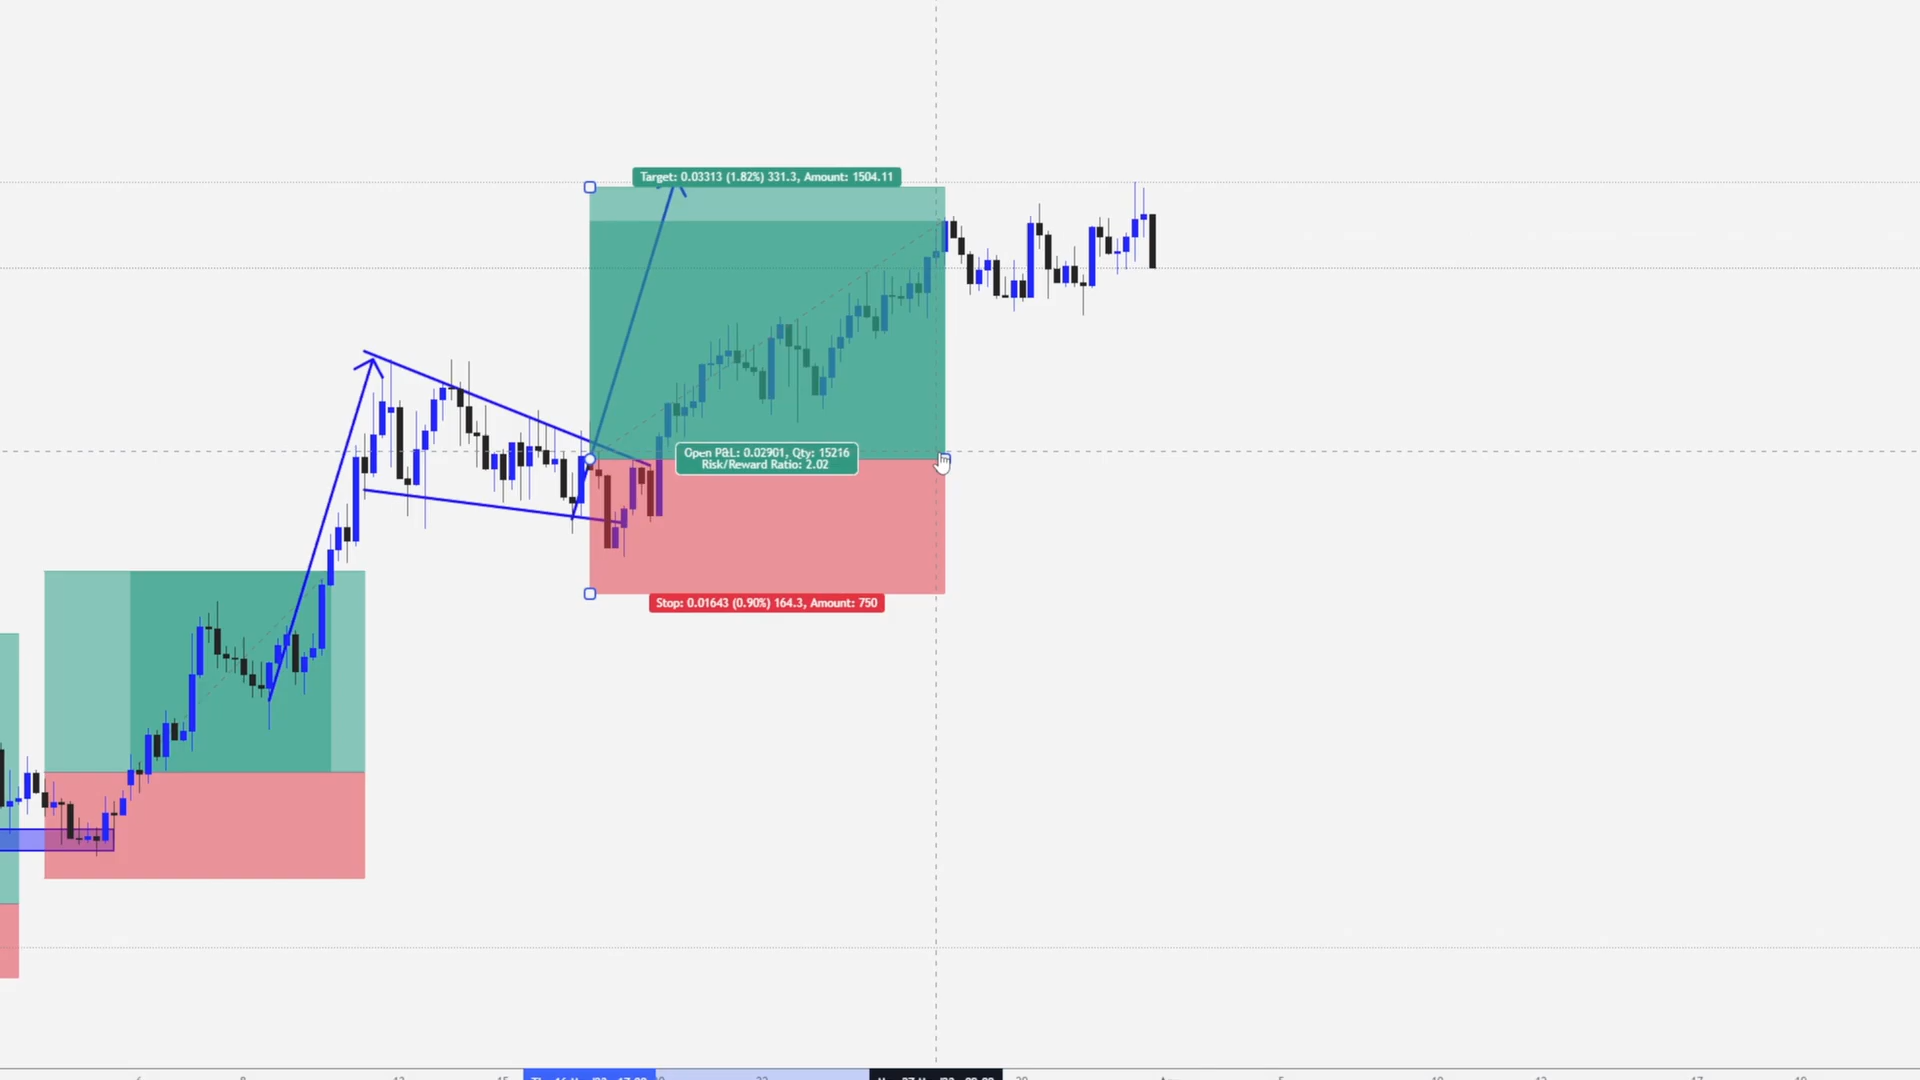 Target: 0.03313 (1.82%) 331.3, Amount: 1504.11
Open P&L: 0.02901, Qty: 15216
Risk/Reward Ratio: 2.02
Stop: 0.01643 (0.90%) 164.3, Amount: 750